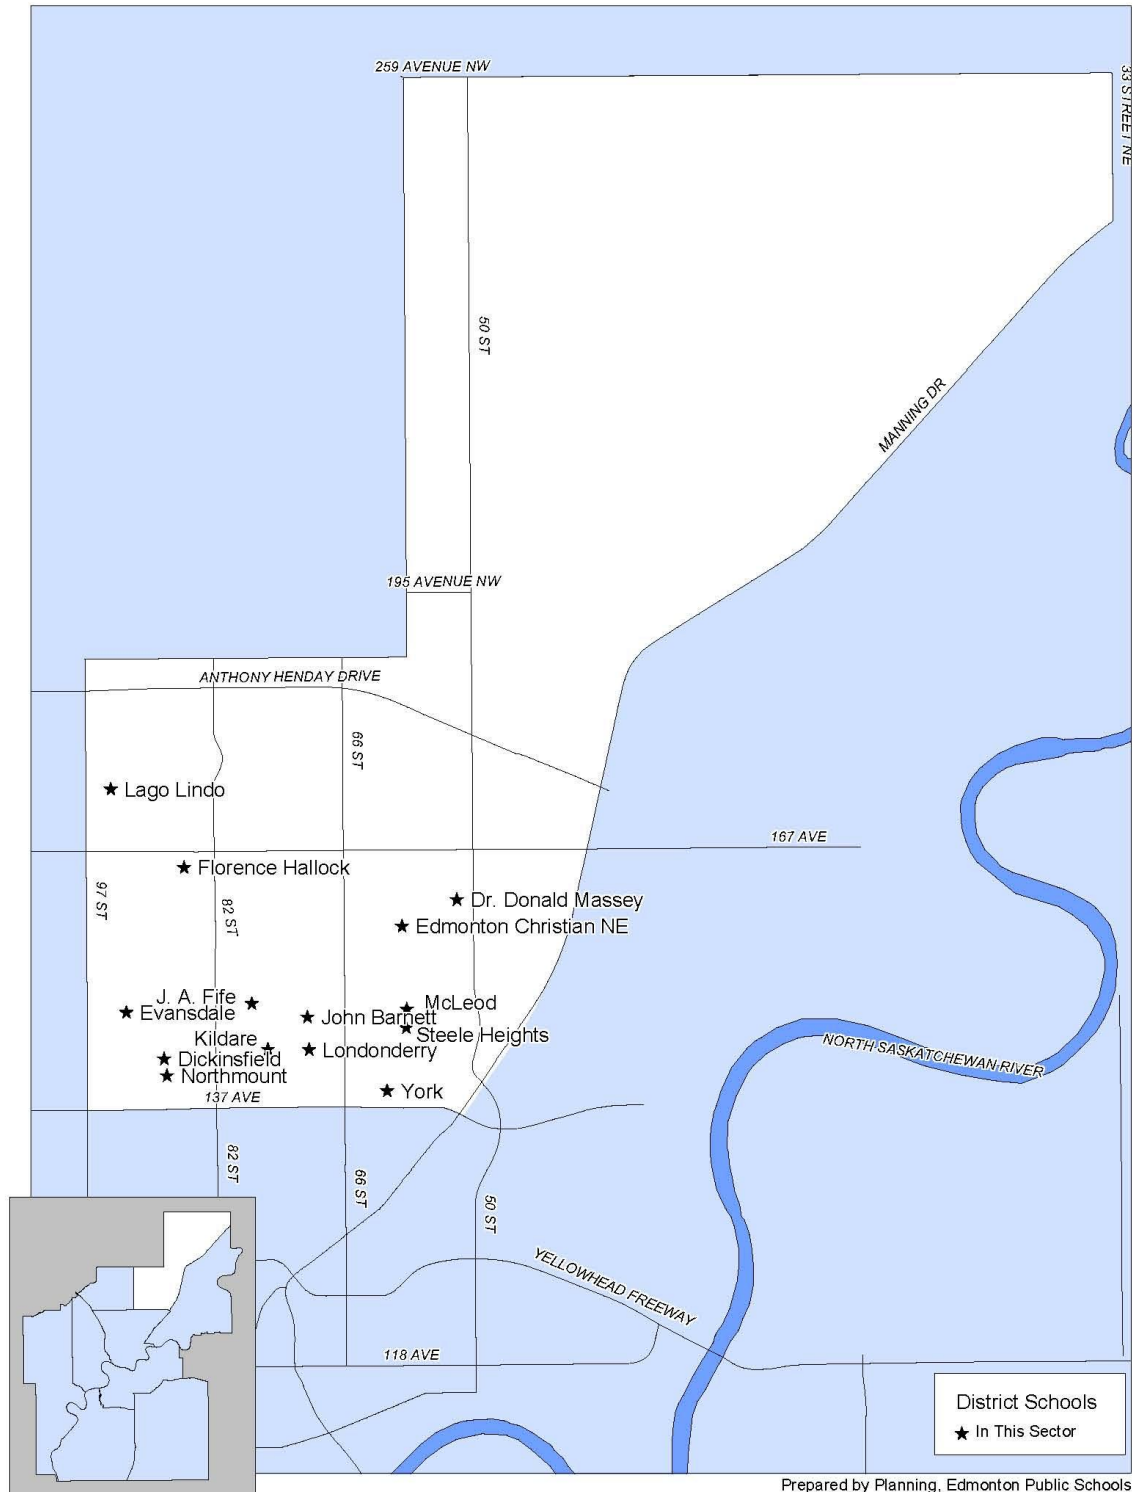 259 AVENUE NW
33 STREET NE
50 ST
MANNING DR
195 AVENUE NW
ANTHONY HENDAY DRIVE
66 ST
Lago Lindo
167 AVE
Florence Hallock
97 ST
82 ST
Dr. Donald Massey
Edmonton Christian NE
J. A. Fife
McLeod
Evansdale
John Barnett
Steele Heights
Kildare
Londonderry
NORTH SASKATCHEWAN RIVER
Dickinsfield
Northmount
York
137 AVE
82 ST
66 ST
50 ST
YELLOWHEAD FREEWAY
118 AVE
District Schools
In This Sector
Prepared by Planning, Edmonton Public Schools